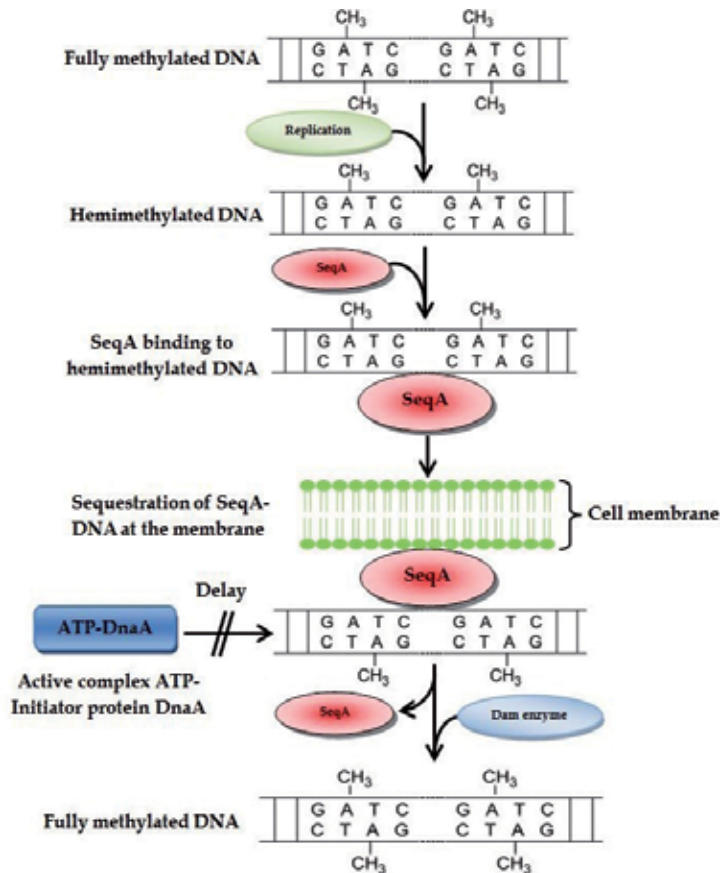 CH₃ CH₃
Fully methylated DNA
G A T C G A T C
C T A G C T A G
CH₃ CH₃
Replication
CH₃ CH₃
Hemimethylated DNA
G A T C G A T C
C T A G C T A G
SeqA
CH₃ CH₃
SeqA binding to
hemimethylated DNA
G A T C G A T C
C T A G C T A G
SeqA
Sequestration of SeqA-
DNA at the membrane
Cell membrane
SeqA
Delay
ATP-DnaA
G A T C G A T C
C T A G C T A G
CH₃ CH₃
Active complex ATP-
Initiator protein DnaA
SeqA
Dam enzyme
CH₃ CH₃
Fully methylated DNA
G A T C G A T C
C T A G C T A G
CH₃ CH₃